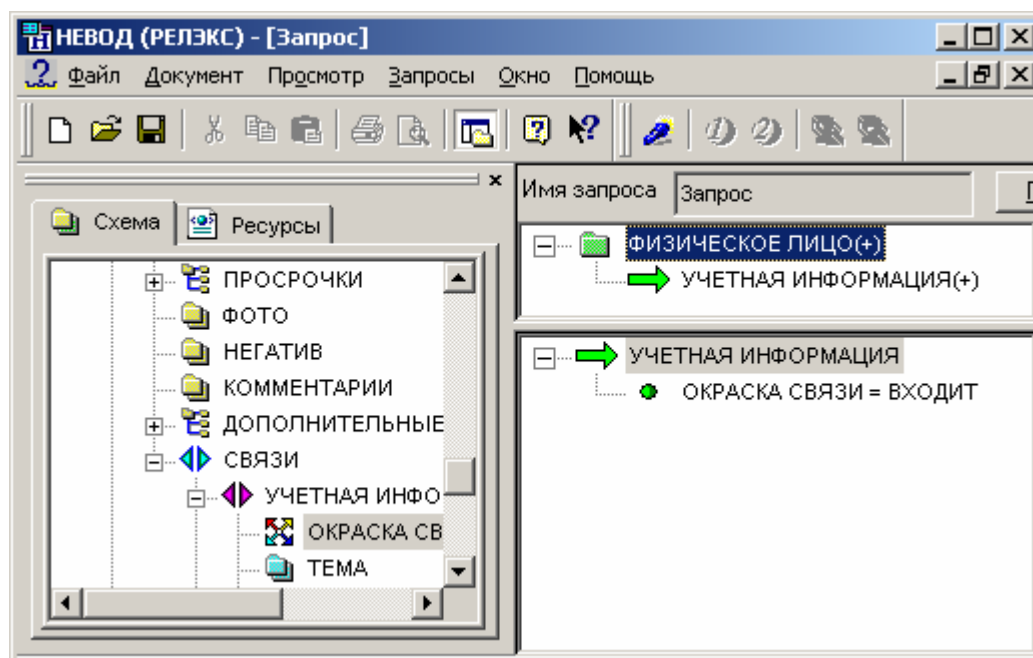 НЕВОД (РЕЛЭКС) - [Запрос]
Файл Документ Просмотр Запросы Окно Помощь
Имя запроса Запрос
Схема Ресурсы
ПРОСРОЧКИ
ФОТО
НЕГАТИВ
КОММЕНТАРИИ
ДОПОЛНИТЕЛЬНЫЕ
СВЯЗИ
УЧЕТНАЯ ИНФО
ОКРАСКА СВ
ТЕМА
ФИЗИЧЕСКОЕ ЛИЦО(+)
УЧЕТНАЯ ИНФОРМАЦИЯ(+)
УЧЕТНАЯ ИНФОРМАЦИЯ
ОКРАСКА СВЯЗИ = ВХОДИТ